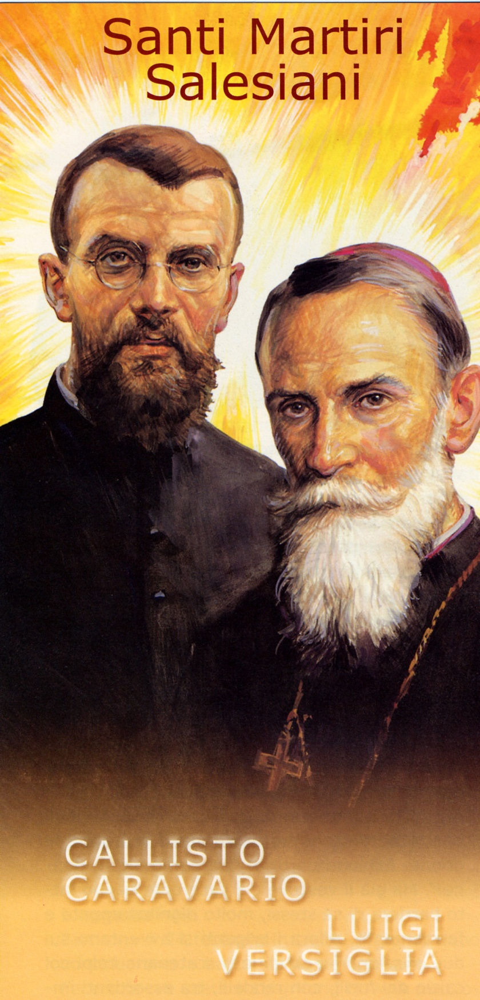 Santi Martiri
Salesiani
CALLISTO
CARAVARIO
LUIGI
VERSIGLIA